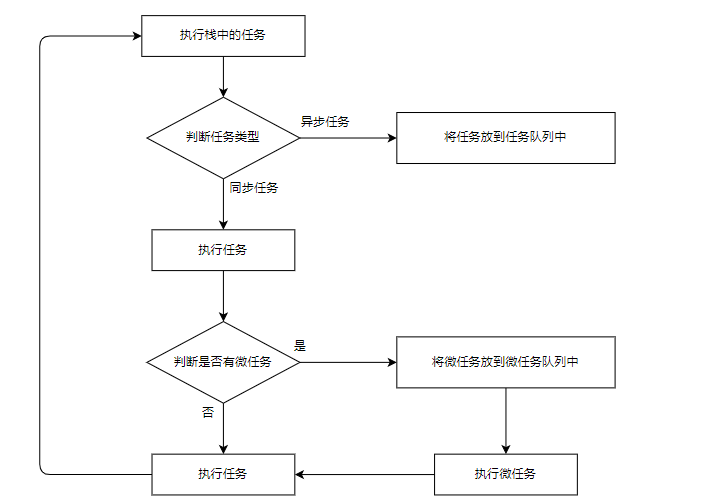 执行栈中的任务
判断任务类型
异步任务
将任务放到任务队列中
同步任务
执行任务
判断是否有微任务
是
将微任务放到微任务队列中
否
执行任务
执行微任务